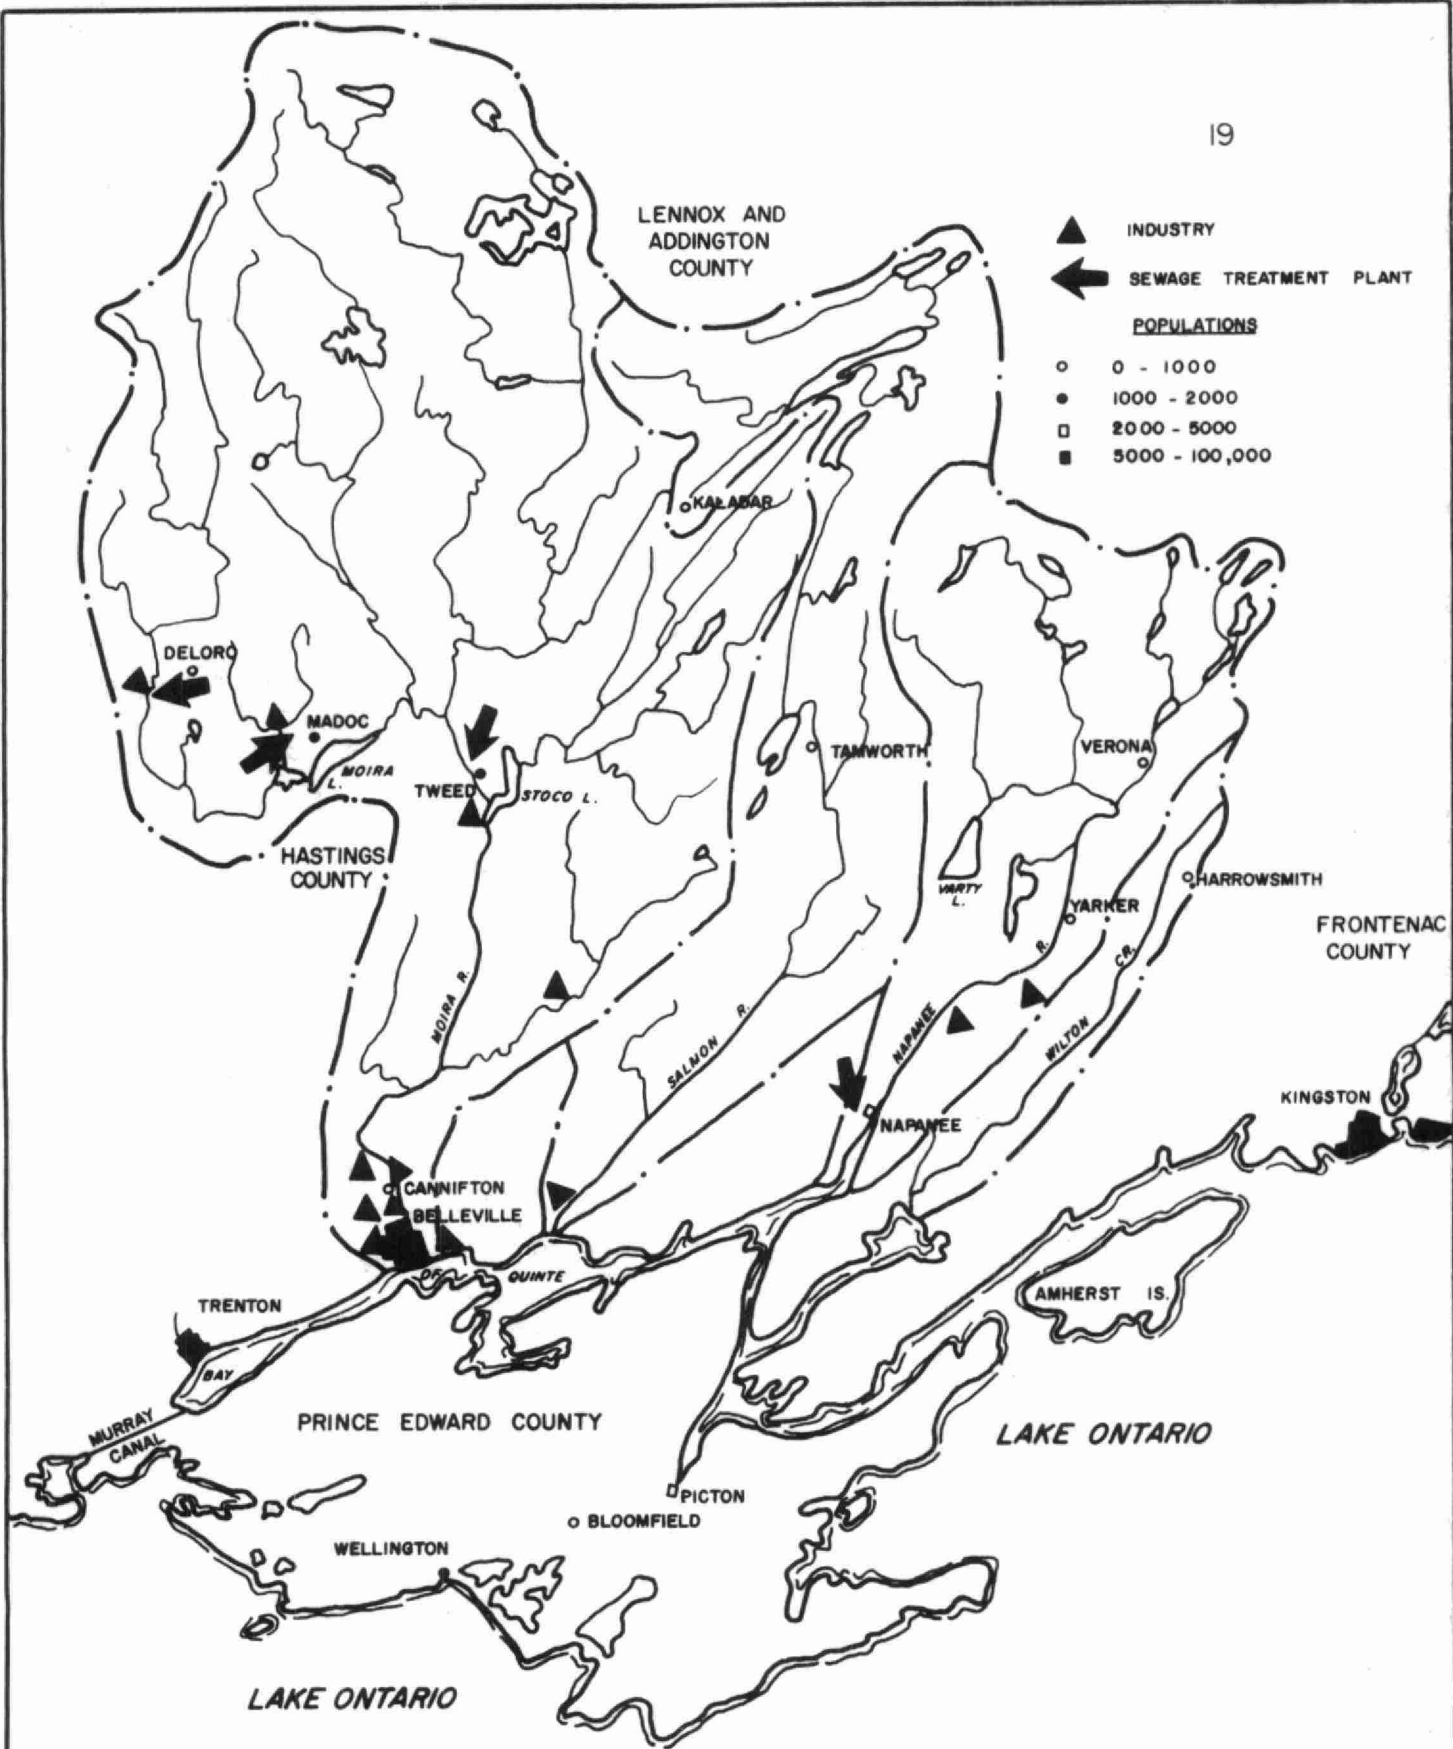 19
LENNOX AND
ADDINGTON
COUNTY
INDUSTRY
SEWAGE TREATMENT PLANT
POPULATIONS
0 - 1000
1000 - 2000
2000 - 5000
5000 - 100,000
KALADAR
DELORO
MADOC
MOIRA
L.
TWEED
STOCO L.
TAMWORTH
VERONA
HASTINGS
COUNTY
VARTY
L.
HARROWSMITH
YARKER
FRONTENAC
COUNTY
MOIRA R.
SALMON R.
NAPANEE R.
WILTON CR.
KINGSTON
NAPANEE
CANNIFTON
BELLEVILLE
OF QUINTE
TRENTON
BAY
AMHERST IS.
MURRAY
CANAL
PRINCE EDWARD COUNTY
LAKE ONTARIO
PICTON
BLOOMFIELD
WELLINGTON
LAKE ONTARIO